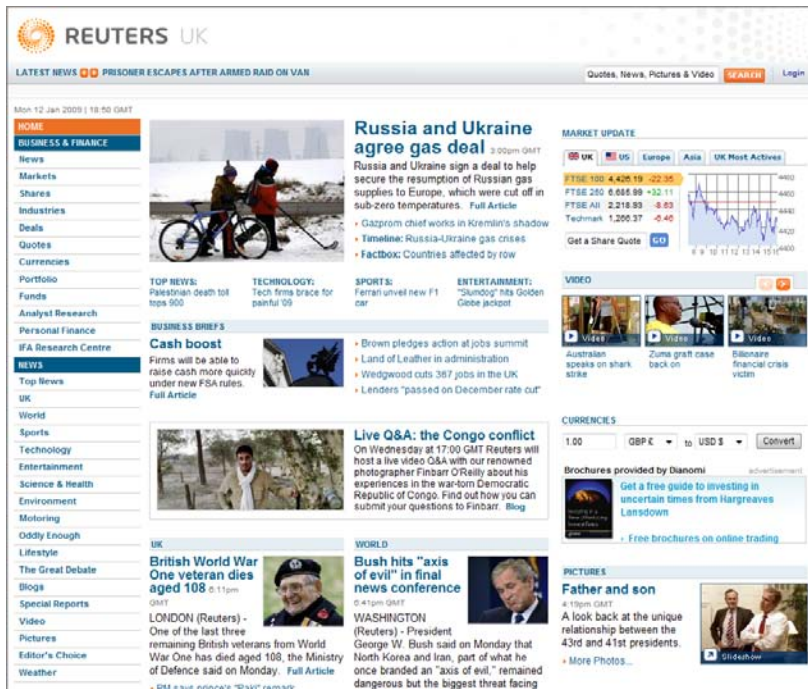 REUTERS UK
LATEST NEWS PRISONER ESCAPES AFTER ARMED RAID ON VAN
Quotes, News, Pictures & Video SEARCH Login
Mon 12 Jan 2009 | 18:50 GMT
HOME
BUSINESS & FINANCE
News
Markets
Shares
Industries
Deals
Quotes
Currencies
Portfolio
Funds
Analyst Research
Personal Finance
IFA Research Centre
NEWS
Top News
UK
World
Sports
Technology
Entertainment
Science & Health
Environment
Motoring
Oddly Enough
Lifestyle
The Great Debate
Blogs
Special Reports
Video
Pictures
Editor's Choice
Weather
Russia and Ukraine
agree gas deal 3:00pm GMT
Russia and Ukraine sign a deal to help
secure the resumption of Russian gas
supplies to Europe, which were cut off in
sub-zero temperatures. Full Article
Gazprom chief works in Kremlin's shadow
Timeline: Russia-Ukraine gas crises
Factbox: Countries affected by row
TOP NEWS:
Palestinian death toll
tops 900
TECHNOLOGY:
Tech firms brace for
painful '09
SPORTS:
Ferrari unveil new F1
car
ENTERTAINMENT:
"Slumdog" hits Golden
Globe jackpot
BUSINESS BRIEFS
Cash boost
Firms will be able to
raise cash more quickly
under new FSA rules.
Full Article
Brown pledges action at jobs summit
Land of Leather in administration
Wedgwood cuts 367 jobs in the UK
Lenders "passed on December rate cut"
Live Q&A: the Congo conflict
On Wednesday at 17:00 GMT Reuters will
host a live video Q&A with our renowned
photographer Finbarr O'Reilly about his
experiences in the war-torn Democratic
Republic of Congo. Find out how you can
submit your questions to Finbarr. Blog
UK
British World War
One veteran dies
aged 108 6:11pm
GMT
LONDON (Reuters) -
One of the last three
remaining British veterans from World
War One has died aged 108, the Ministry
of Defence said on Monday. Full Article
PM says prince's "Paki" remark
WORLD
Bush hits "axis
of evil" in final
news conference
6:41pm GMT
WASHINGTON
(Reuters) - President
George W. Bush said on Monday that
North Korea and Iran, part of what he
once branded an "axis of evil," remained
dangerous but the biggest threat facing
MARKET UPDATE
UK US Europe Asia UK Most Actives
FTSE 100 4,426.19 -22.35
FTSE 250 6,685.99 +32.11
FTSE All 2,218.93 -8.63
Techmark 1,266.37 -6.46
Get a Share Quote GO
4460
4440
4420
4400
8 9 10 11 12 13 14 15 16
VIDEO
Video
Video
Video
Australian
speaks on shark
strike
Zuma graft case
back on
Billionaire
financial crisis
victim
CURRENCIES
1.00 GBP £ to USD $ Convert
Brochures provided by Dianomi advertisement
Get a free guide to investing in
uncertain times from Hargreaves
Lansdown
Free brochures on online trading
PICTURES
Father and son
4:19pm GMT
A look back at the unique
relationship between the
43rd and 41st presidents.
More Photos...
Slideshow